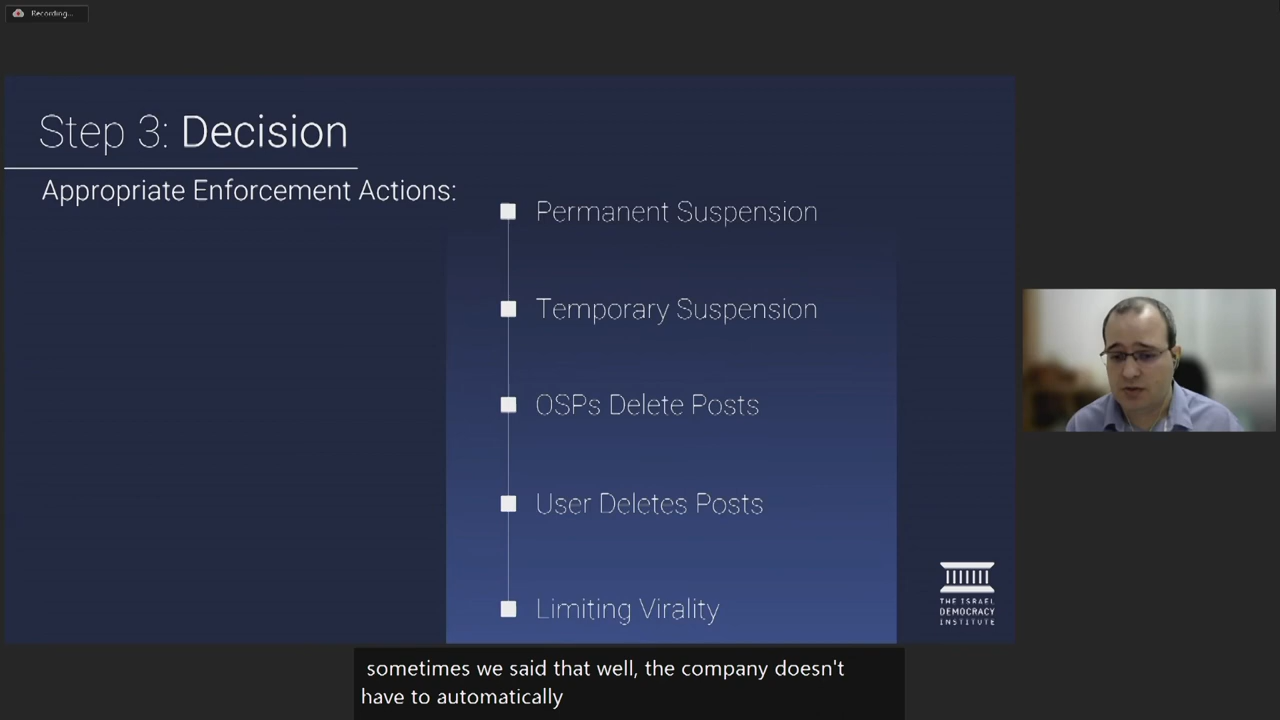 Recording...
Step 3: Decision
Appropriate Enforcement Actions:
Permanent Suspension
Temporary Suspension
OSPs Delete Posts
User Deletes Posts
Limiting Virality
THE ISRAEL
DEMOCRACY
INSTITUTE
sometimes we said that well, the company doesn't
have to automatically